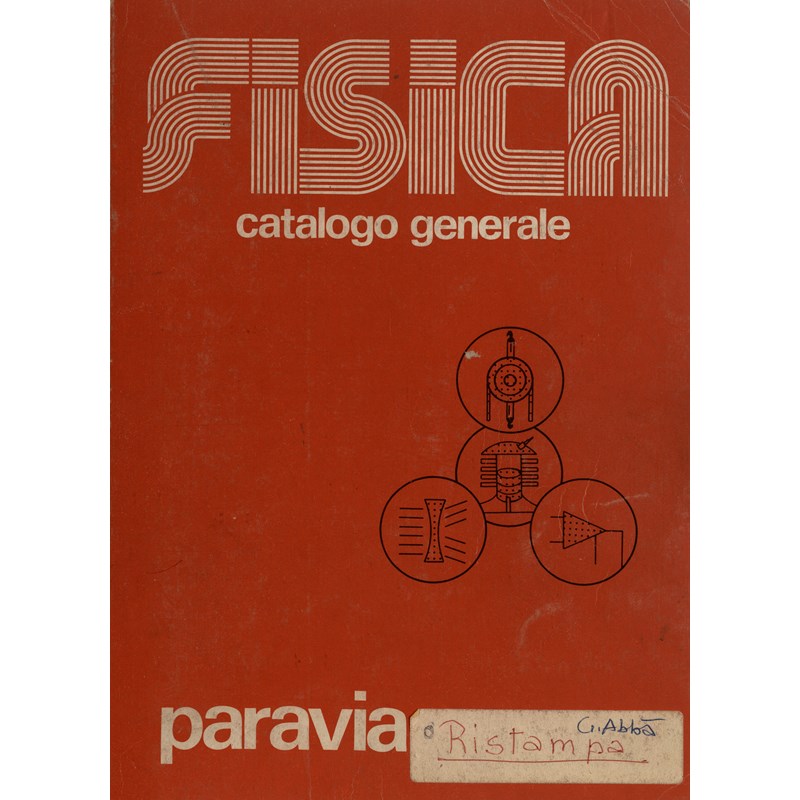 FISICA
catalogo generale
paravia
G. Abbà
Ristampa